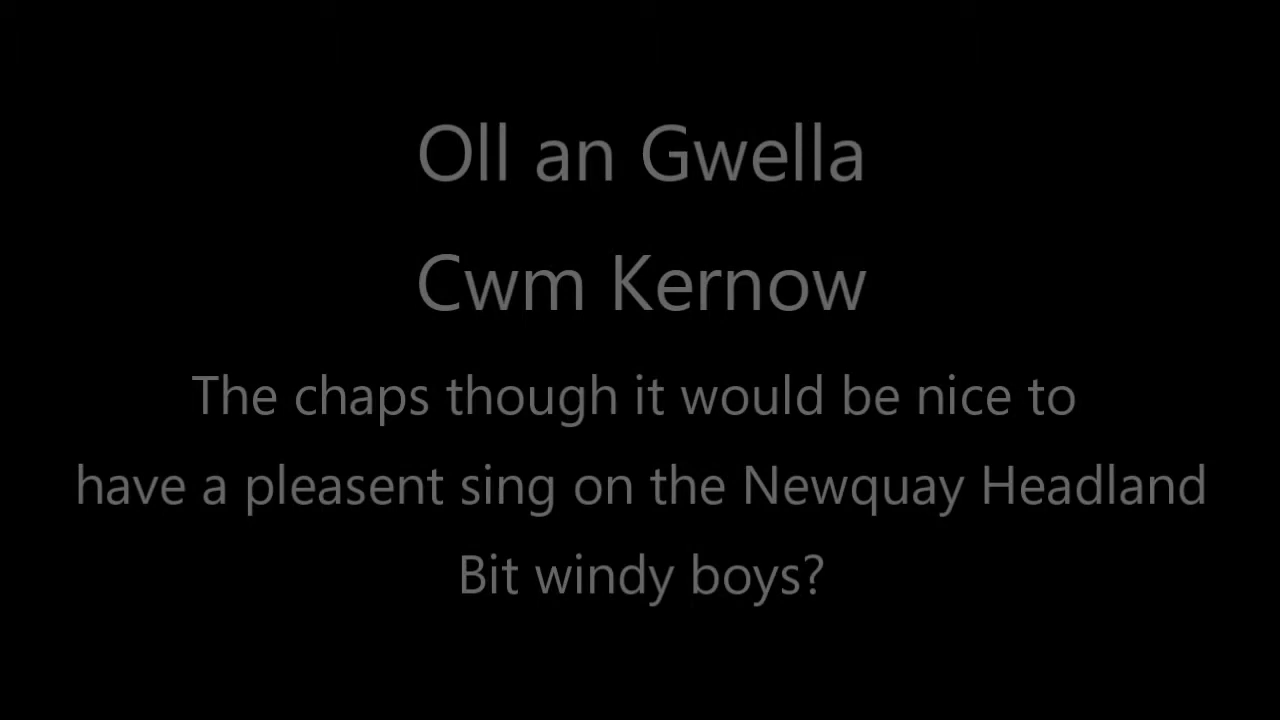 Oll an Gwella
Cwm Kernow
The chaps though it would be nice to
have a pleasent sing on the Newquay Headland
Bit windy boys?